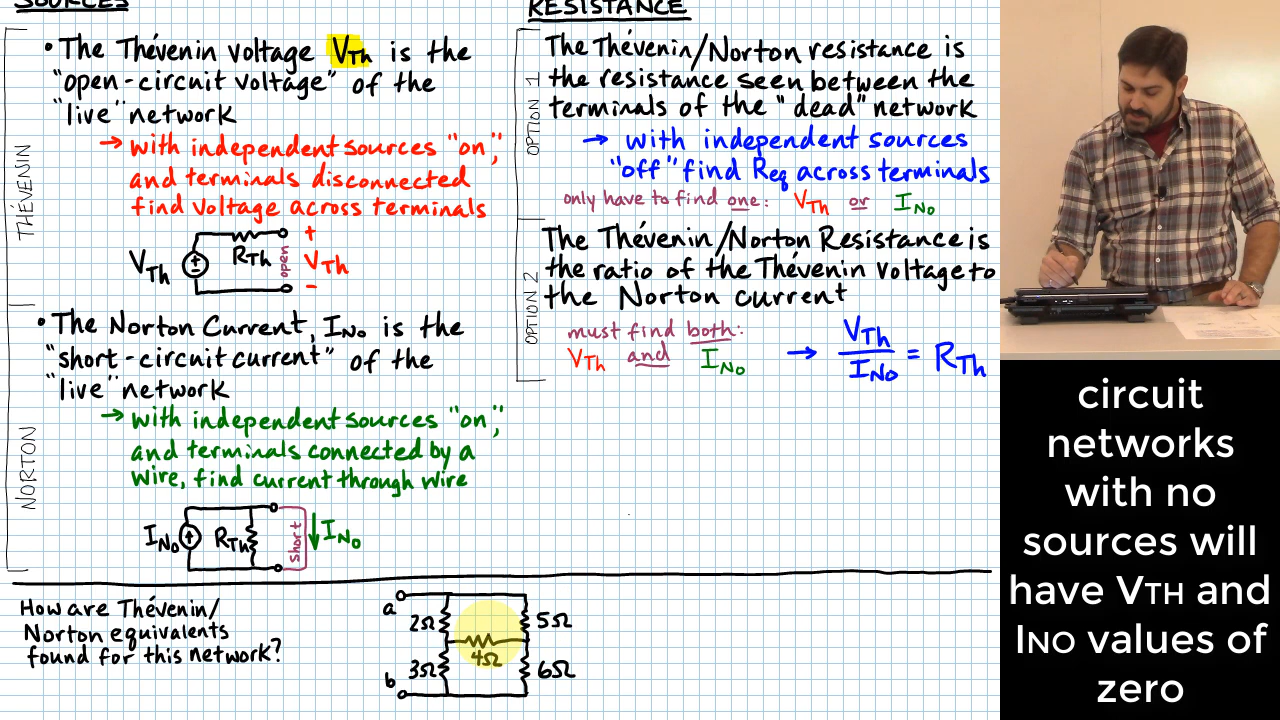 SOURCES
THÉVENIN
• The Thévenin voltage VTh is the
"open-circuit voltage" of the
"live" network
→ with independent sources "on,"
and terminals disconnected
find voltage across terminals
VTh
RTh
open
+
VTh
-
NORTON
• The Norton Current, INo is the
"short-circuit current" of the
"live" network
→ with independent sources "on,"
and terminals connected by a
wire, find current through wire
INo
RTh
short
INo
RESISTANCE
OPTION 1
The Thévenin/Norton resistance is
the resistance seen between the
terminals of the "dead" network
→ with independent sources
"off" find Req across terminals
only have to find one: VTh or INo
OPTION 2
The Thévenin/Norton Resistance is
the ratio of the Thévenin voltage to
the Norton current
must find both:
VTh and INo
→ VTh / INo = RTh
How are Thévenin/
Norton equivalents
found for this network?
a
2Ω
5Ω
4Ω
3Ω
6Ω
b
circuit
networks
with no
sources will
have VTH and
INO values of
zero